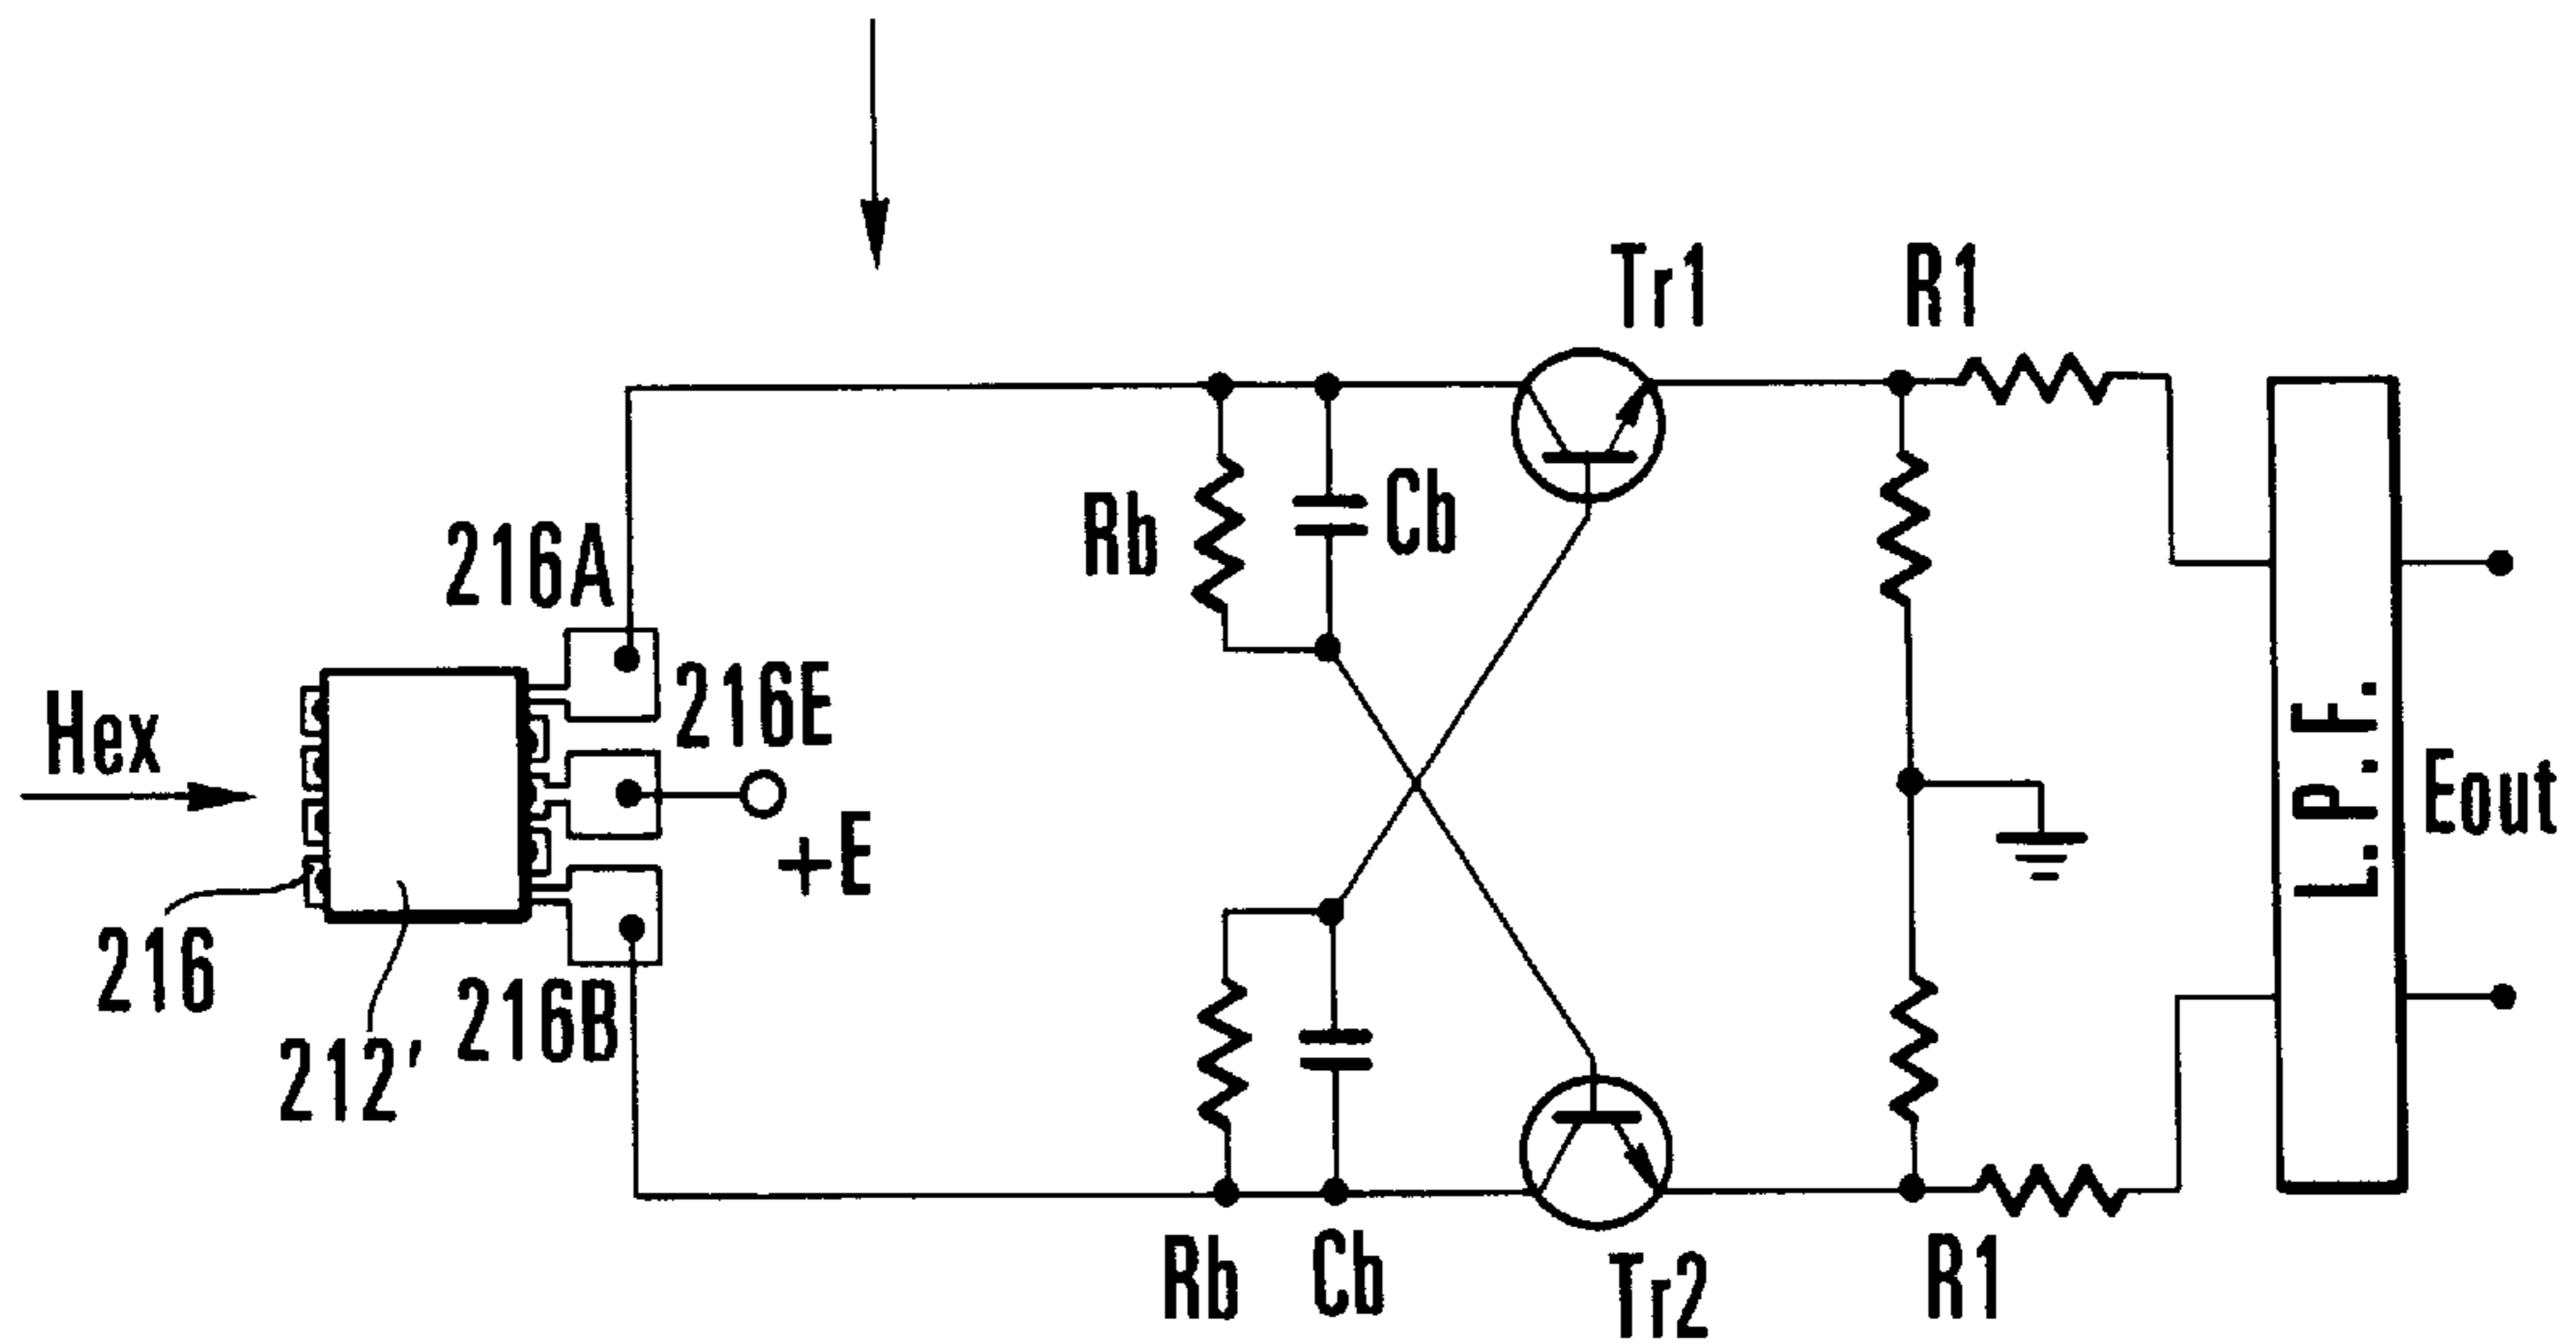 Tr1
R1
Rb
Cb
216A
216E
Hex
+E
L.P.F.
Eout
216
216B
212'
Rb
Cb
Tr2
R1